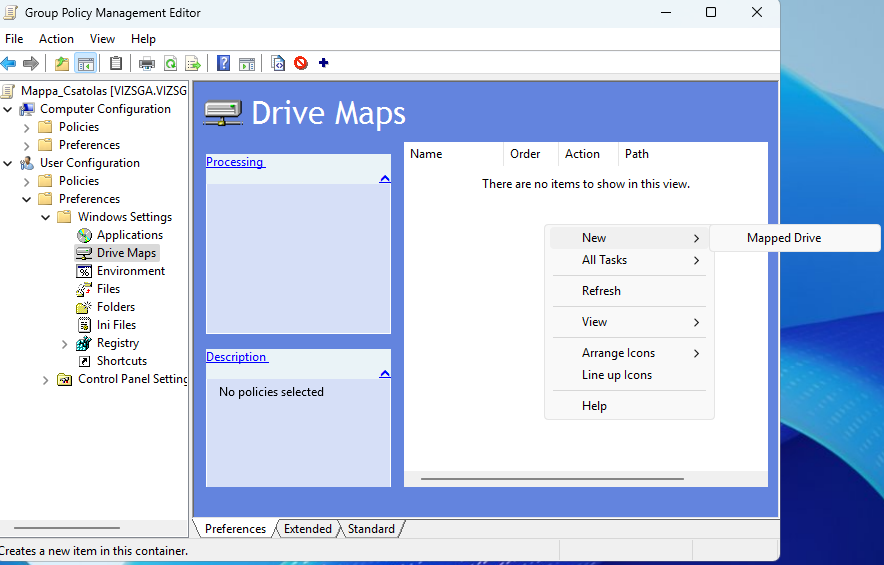 Group Policy Management Editor
File Action View Help
Mappa_Csatolas [VIZSGA.VIZSG
Computer Configuration
Policies
Preferences
User Configuration
Policies
Preferences
Windows Settings
Applications
Drive Maps
Environment
Files
Folders
Ini Files
Registry
Shortcuts
Control Panel Setting
Drive Maps
Processing
Description
No policies selected
Name Order Action Path
There are no items to show in this view.
New
Mapped Drive
All Tasks
Refresh
View
Arrange Icons
Line up Icons
Help
Preferences Extended Standard
Creates a new item in this container.